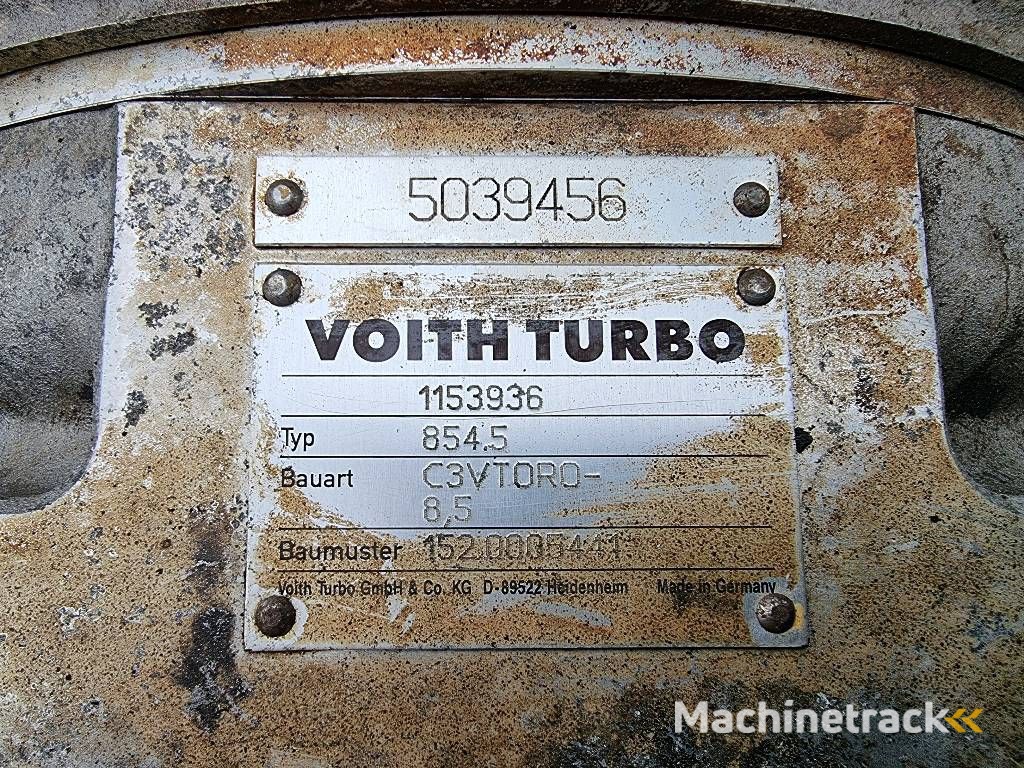 5039456
VOITH TURBO
1153936
Typ 854.5
Bauart C3VTOR0-
8,5
Baumuster 152.0005441
Voith Turbo GmbH & Co. KG D-89522 Heidenheim Made in Germany
Machinetrack